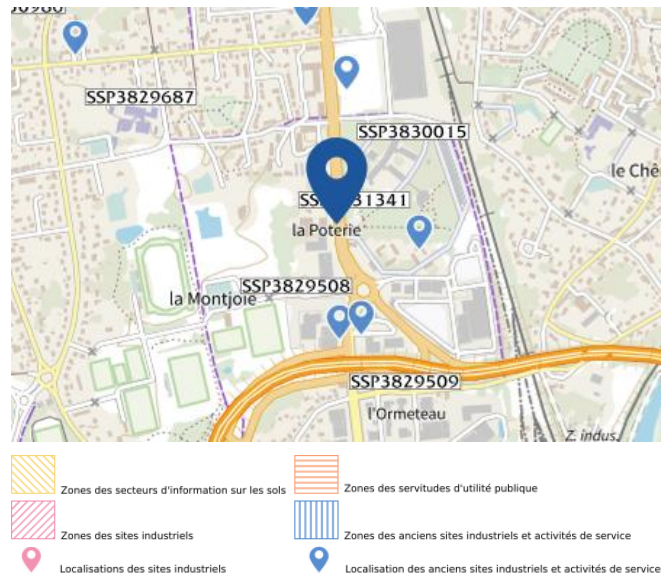 SSP3829687
SSP3830015
le Chê
31341
la Poterie
SSP3829508
la Montjoie
SSP3829509
l'Ormeteau
Z. indus.
Zones des secteurs d'information sur les sols
Zones des servitudes d'utilité publique
Zones des sites industriels
Zones des anciens sites industriels et activités de service
Localisations des sites industriels
Localisation des anciens sites industriels et activités de service